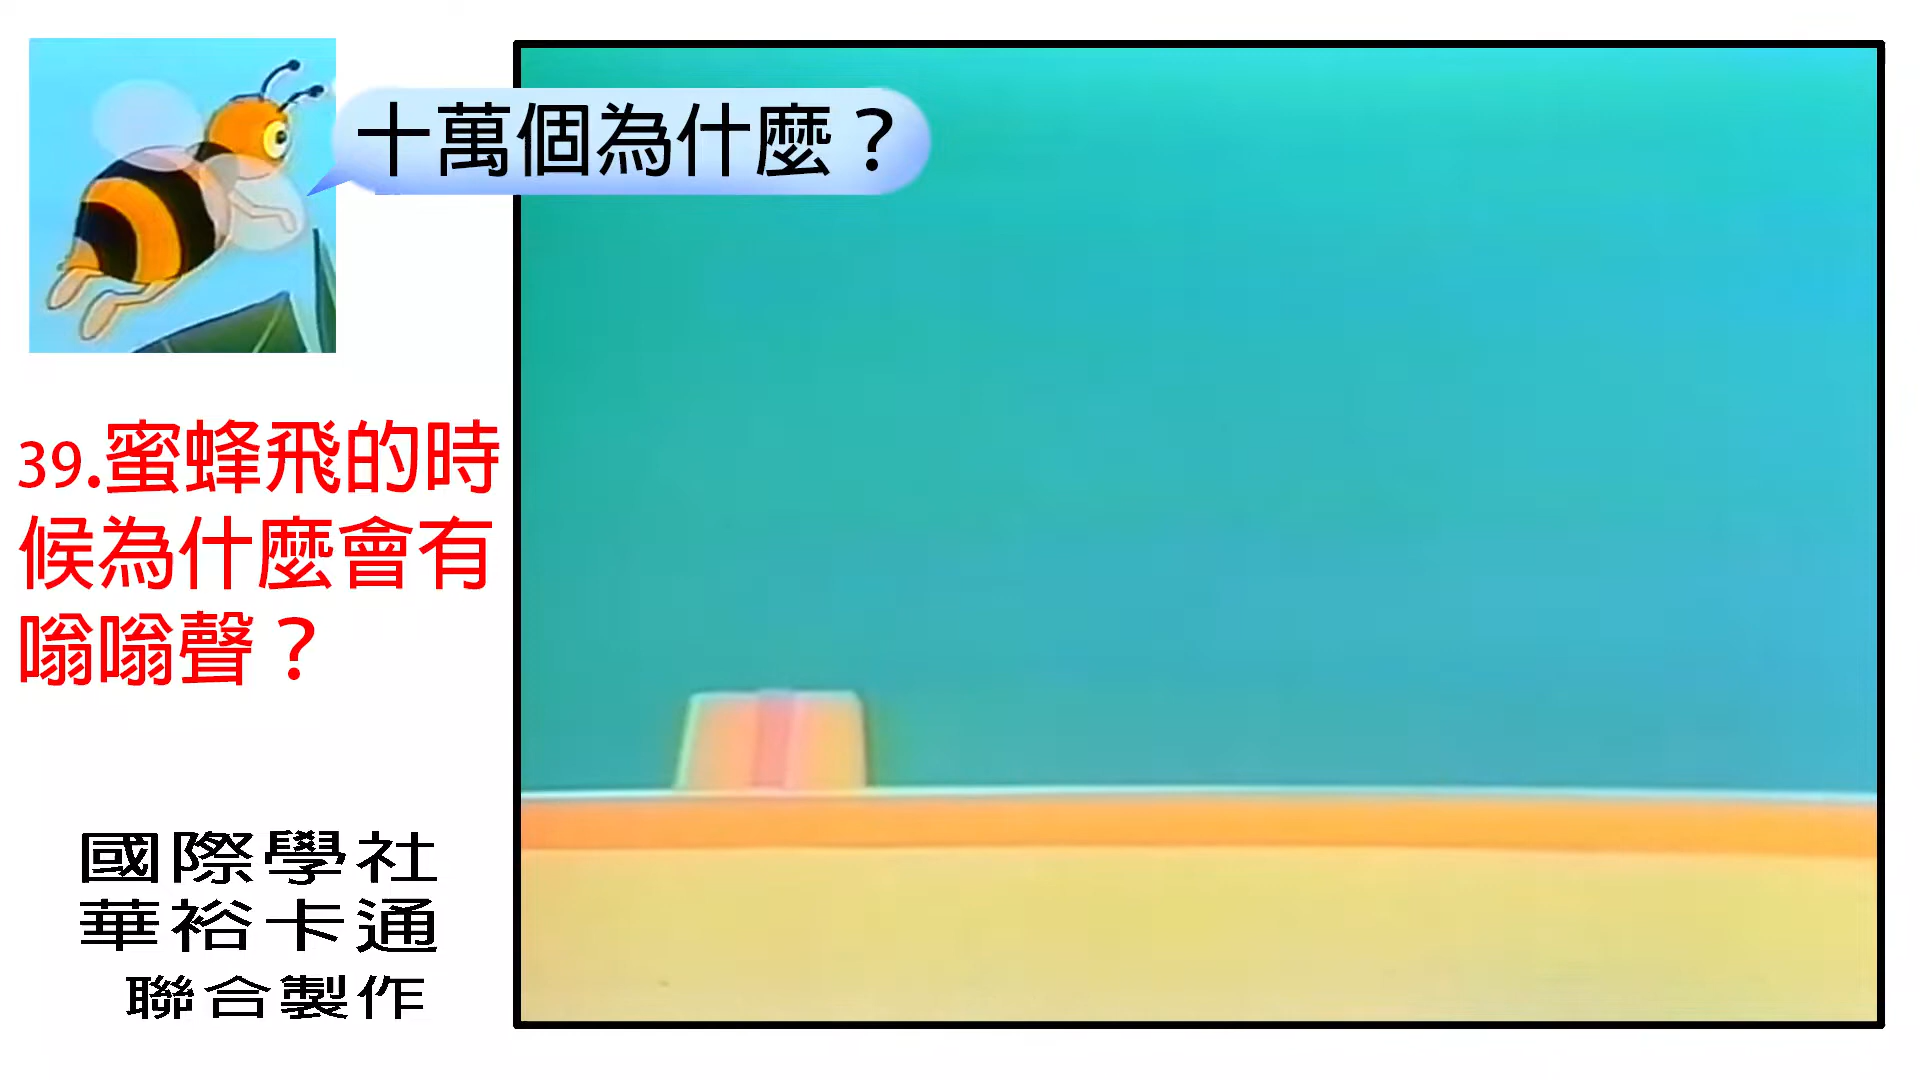 十萬個為什麼？
39.蜜蜂飛的時
候為什麼會有
嗡嗡聲？
國際學社
華裕卡通
聯合製作